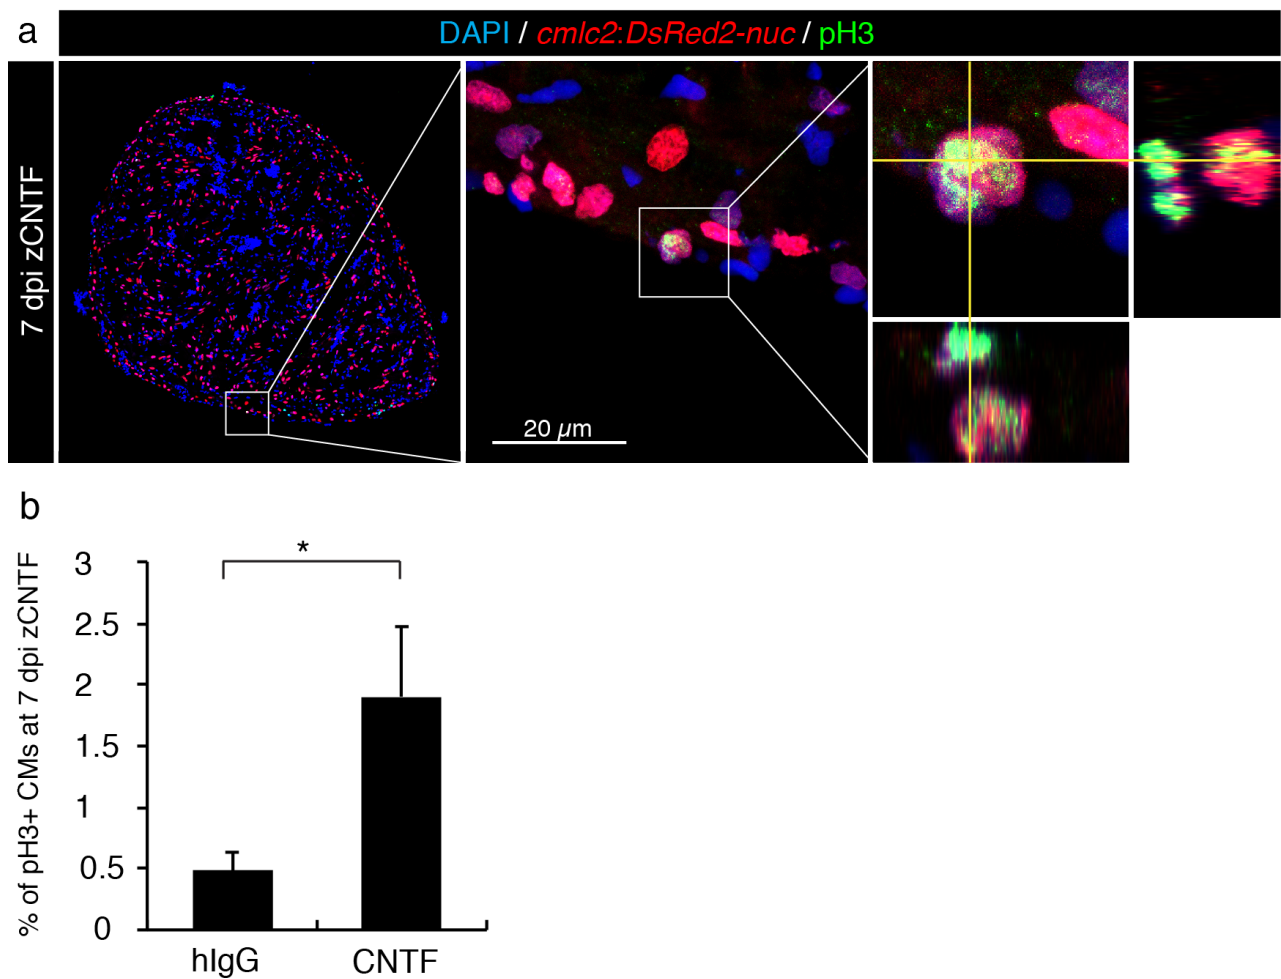 a
DAPI / cmlc2:DsRed2-nuc / pH3
7 dpi zCNTF
20 µm
b
% of pH3+ CMs at 7 dpi zCNTF
*
3
2.5
2
1.5
1
0.5
0
hIgG
CNTF